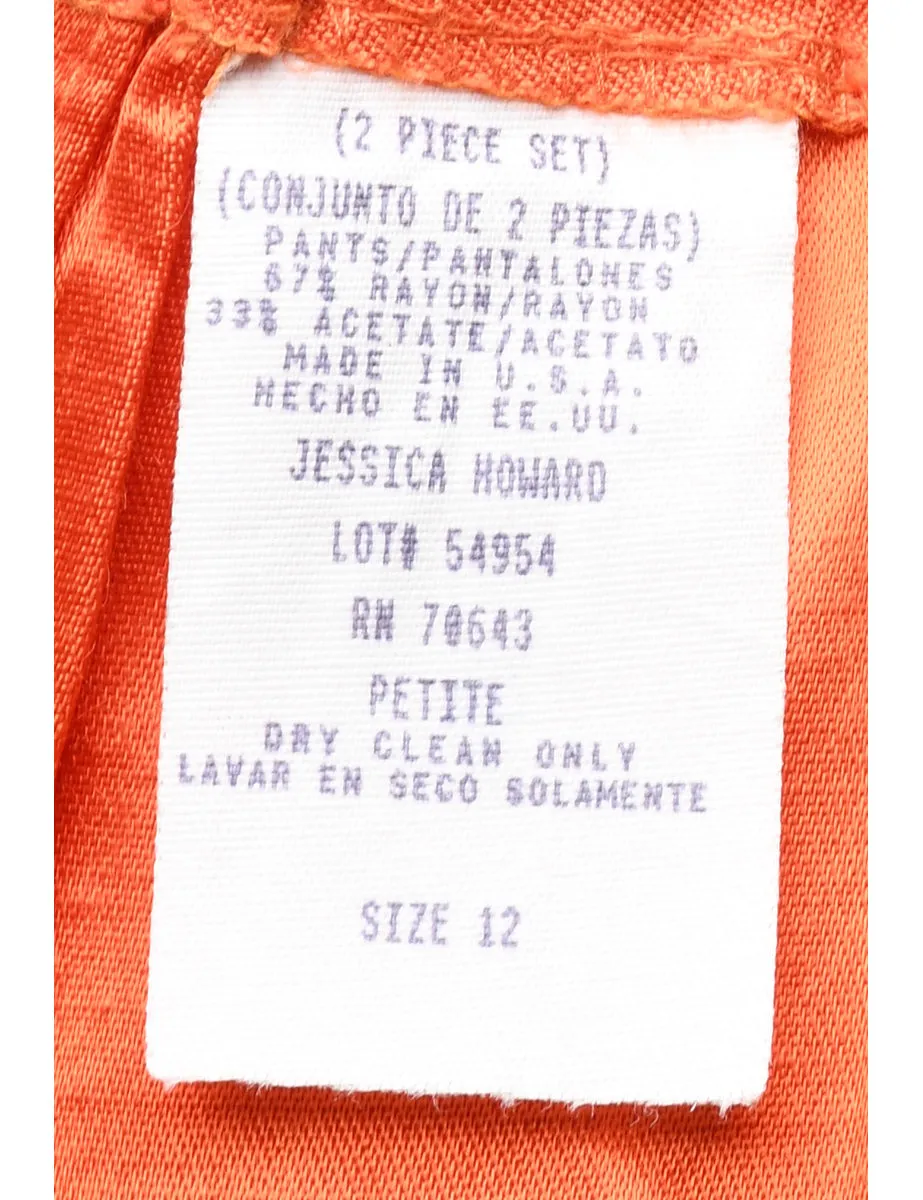 (2 PIECE SET)
(CONJUNTO DE 2 PIEZAS)
PANTS/PANTALONES
67% RAYON/RAYON
33% ACETATE/ACETATO
MADE IN U.S.A.
HECHO EN EE.UU.
JESSICA HOWARD
LOT# 54954
RN 70643
PETITE
DRY CLEAN ONLY
LAVAR EN SECO SOLAMENTE
SIZE 12